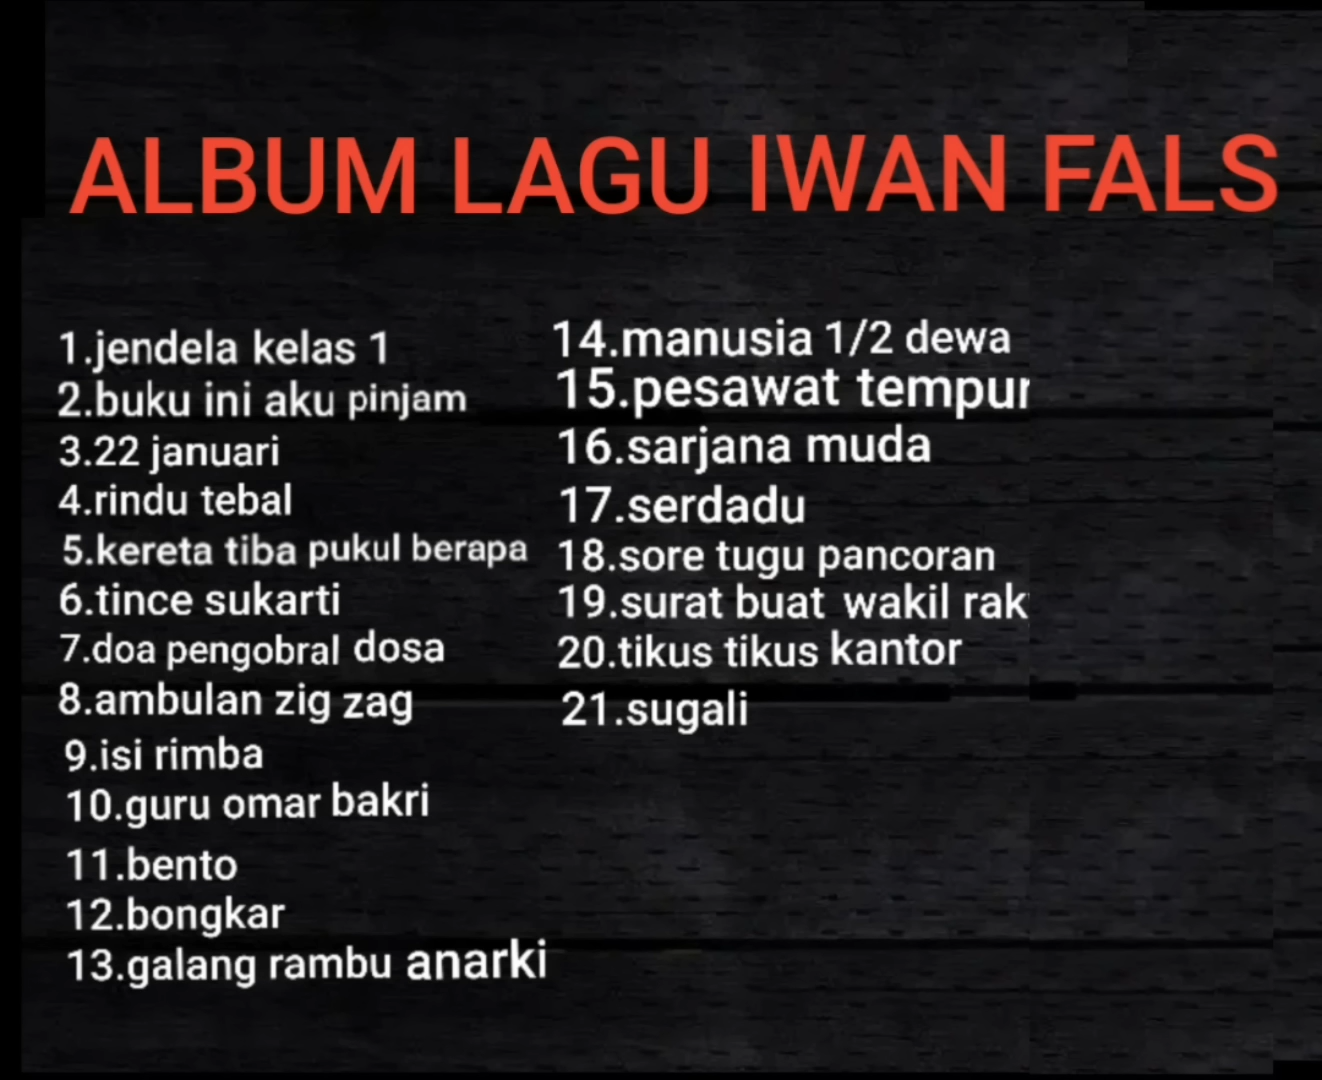 ALBUM LAGU IWAN FALS
1.jendela kelas 1
2.buku ini aku pinjam
3.22 januari
4.rindu tebal
5.kereta tiba pukul berapa
6.tince sukarti
7.doa pengobral dosa
8.ambulan zig zag
9.isi rimba
10.guru omar bakri
11.bento
12.bongkar
13.galang rambu anarki
14.manusia 1/2 dewa
15.pesawat tempur
16.sarjana muda
17.serdadu
18.sore tugu pancoran
19.surat buat wakil rak
20.tikus tikus kantor
21.sugali